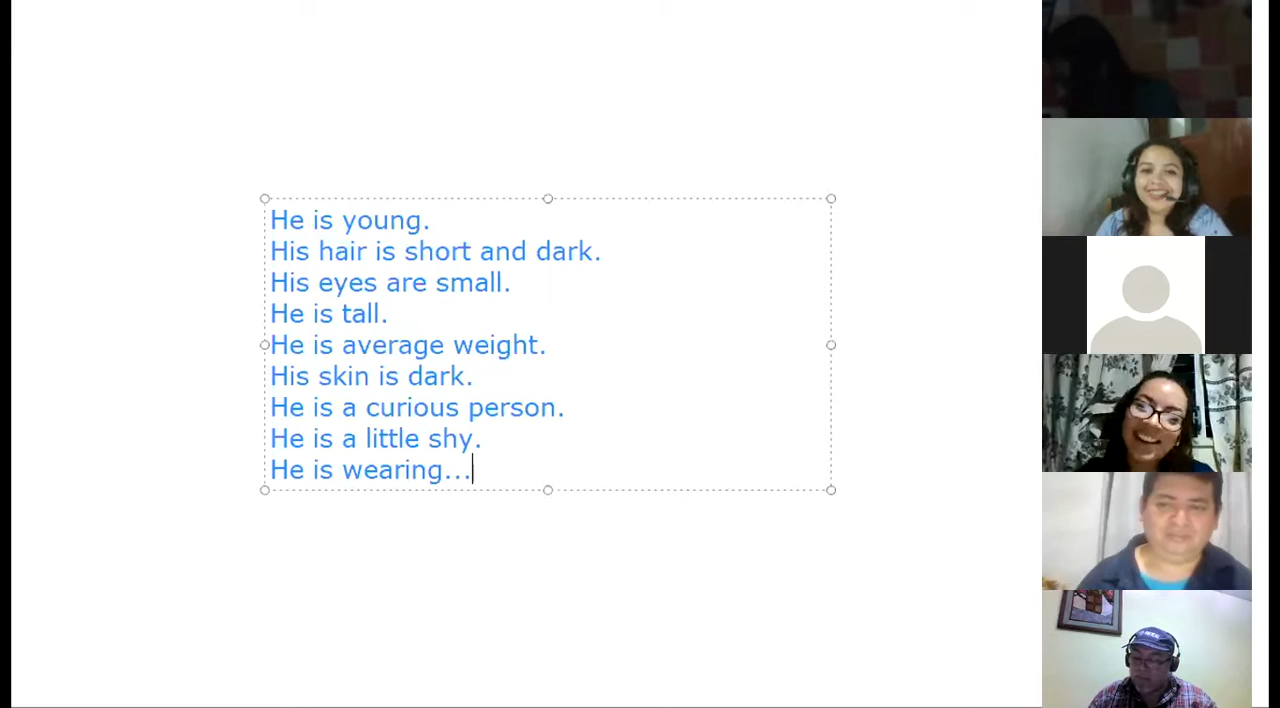 He is young.
His hair is short and dark.
His eyes are small.
He is tall.
He is average weight.
His skin is dark.
He is a curious person.
He is a little shy.
He is wearing...